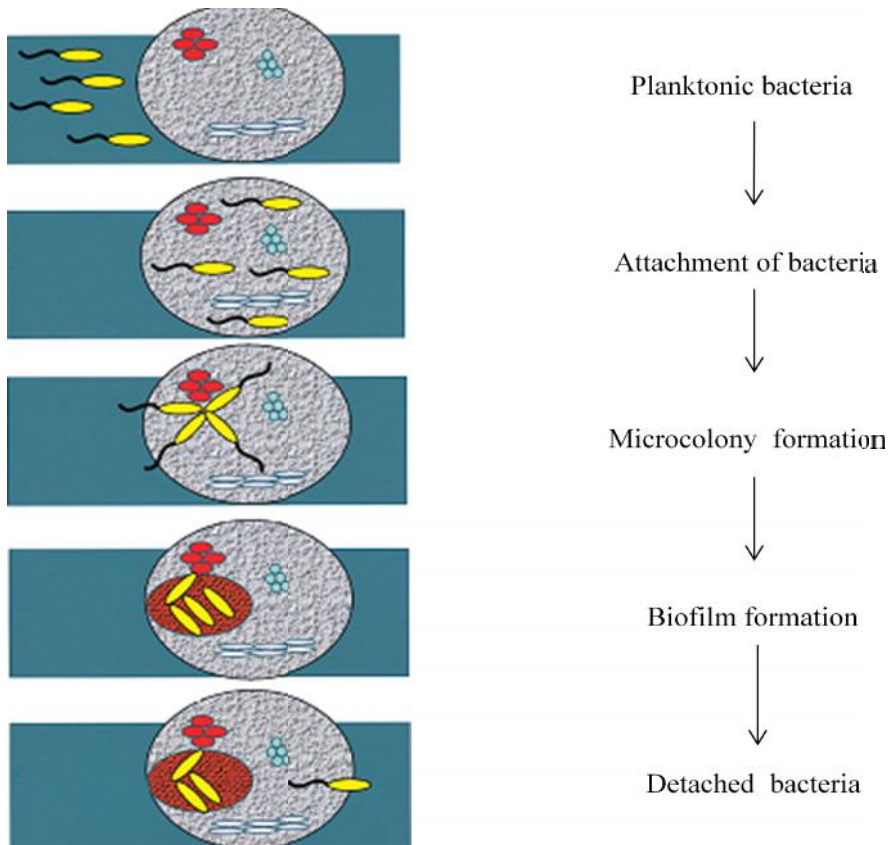 Planktonic bacteria
Attachment of bacteria
Microcolony formation
Biofilm formation
Detached bacteria